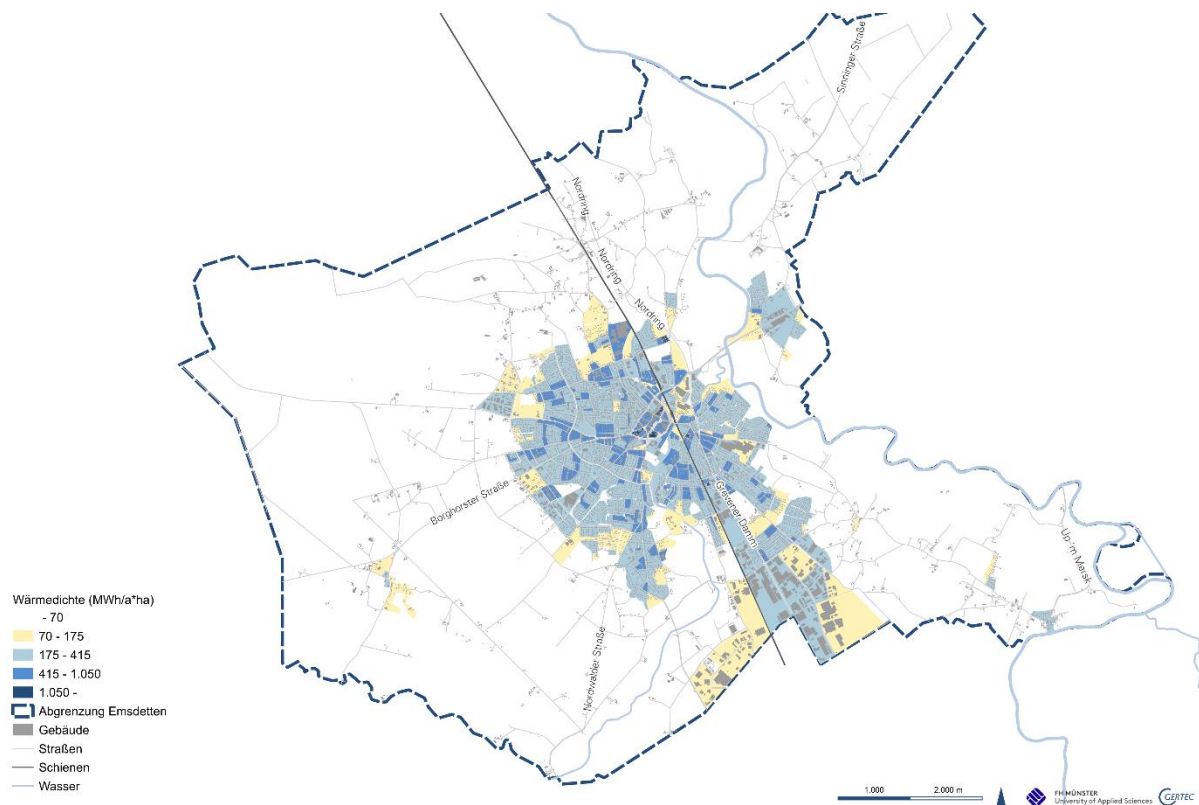 Sinninger Straße
Nordring
Nordring
Nordring
Borghorster Straße
Grevener Damm
Up'm Mersk
Nordwalder Straße
Wärmedichte (MWh/a*ha)
- 70
70 - 175
175 - 415
415 - 1.050
1.050 -
Abgrenzung Emsdetten
Gebäude
Straßen
Schienen
Wasser
1.000 2.000 m
FH MÜNSTER
University of Applied Sciences
GERTEC